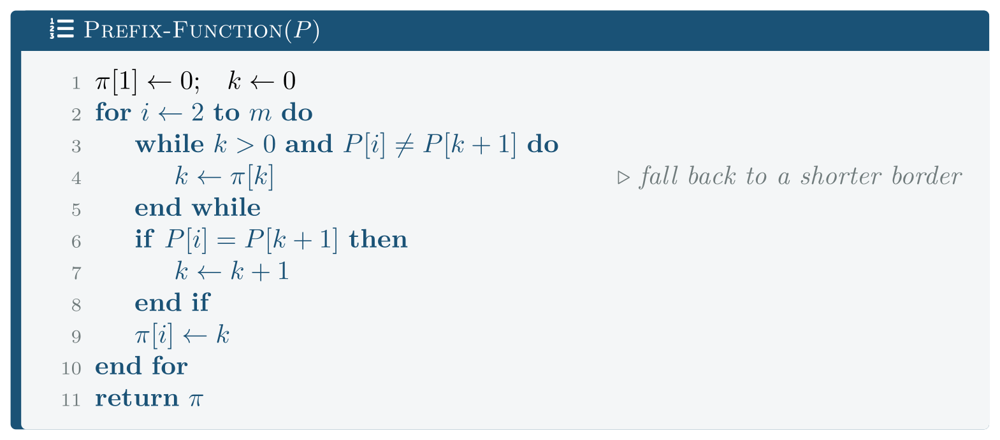 PREFIX-FUNCTION(P)
1 π[1] ← 0; k ← 0
2 for i ← 2 to m do
3 while k > 0 and P[i] ≠ P[k + 1] do
4 k ← π[k] ▷ fall back to a shorter border
5 end while
6 if P[i] = P[k + 1] then
7 k ← k + 1
8 end if
9 π[i] ← k
10 end for
11 return π